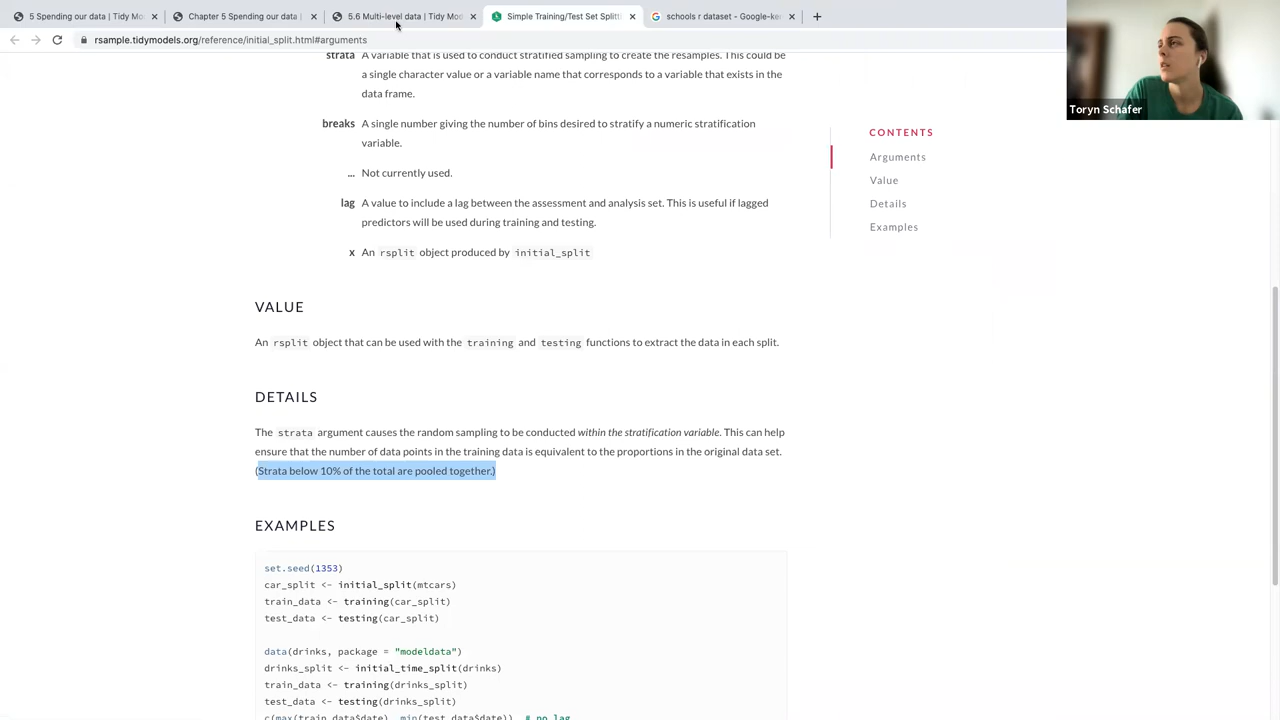 5 Spending our data | Tidy Mo
Chapter 5 Spending our data |
5.6 Multi-level data | Tidy Mo
Simple Training/Test Set Splitti
schools r dataset - Google-ke
rsample.tidymodels.org/reference/initial_split.html#arguments
Toryn Schafer
strata A variable that is used to conduct stratified sampling to create the resamples. This could be
a single character value or a variable name that corresponds to a variable that exists in the
data frame.
breaks A single number giving the number of bins desired to stratify a numeric stratification
variable.
... Not currently used.
lag A value to include a lag between the assessment and analysis set. This is useful if lagged
predictors will be used during training and testing.
x An rsplit object produced by initial_split
CONTENTS
Arguments
Value
Details
Examples
VALUE
An rsplit object that can be used with the training and testing functions to extract the data in each split.
DETAILS
The strata argument causes the random sampling to be conducted within the stratification variable. This can help
ensure that the number of data points in the training data is equivalent to the proportions in the original data set.
(Strata below 10% of the total are pooled together.)
EXAMPLES
set.seed(1353)
car_split <- initial_split(mtcars)
train_data <- training(car_split)
test_data <- testing(car_split)
data(drinks, package = "modeldata")
drinks_split <- initial_time_split(drinks)
train_data <- training(drinks_split)
test_data <- testing(drinks_split)
c(max(train_data$date), min(test_data$date)) # no lag